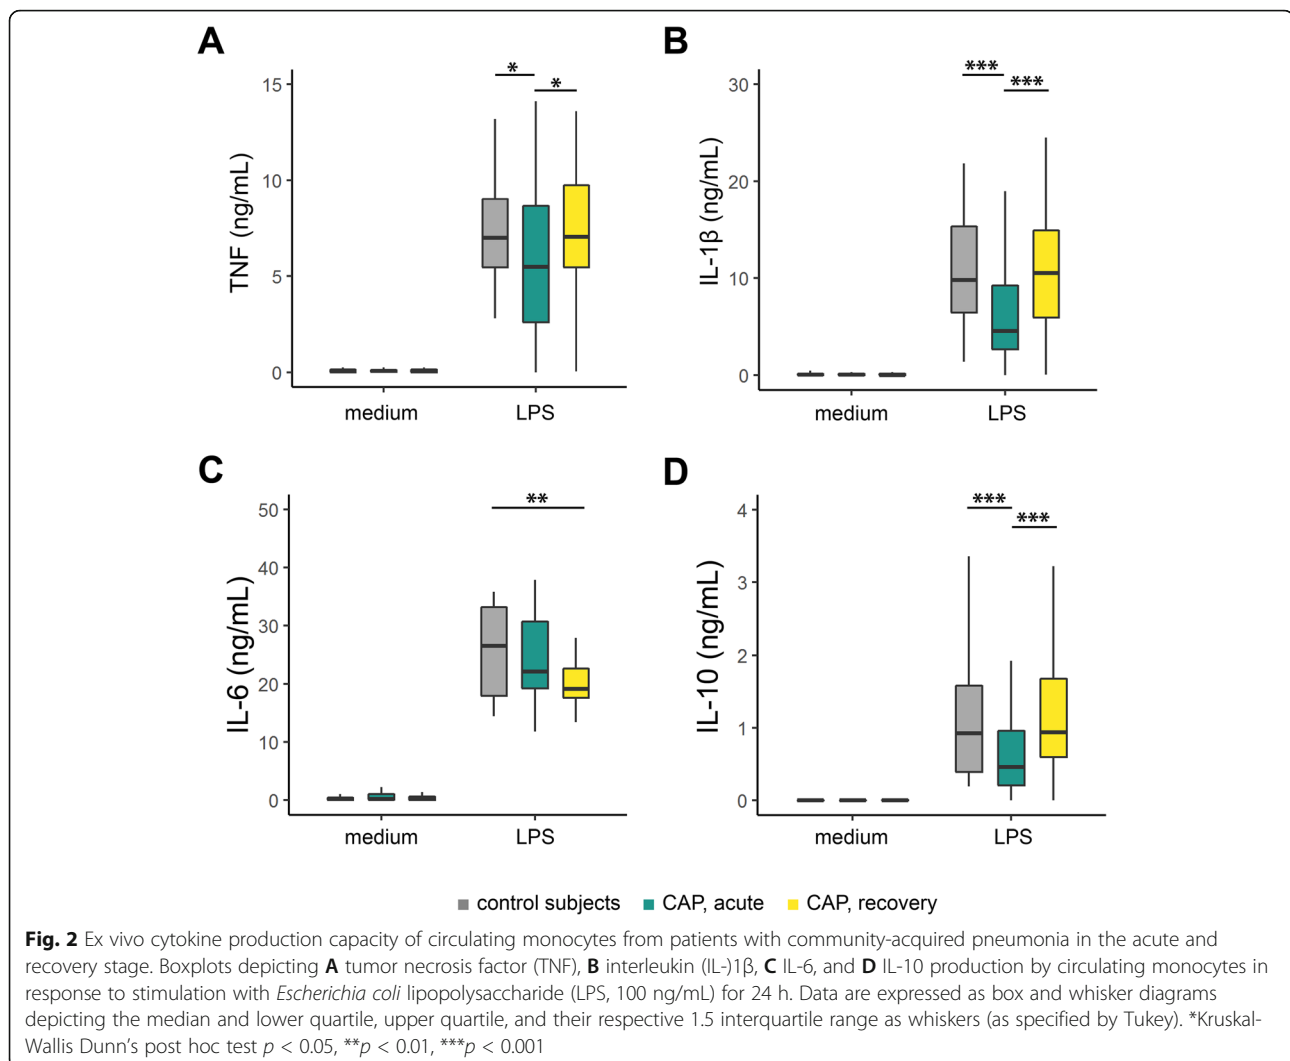 A
TNF (ng/mL)
15
10
5
0
* *
medium LPS
B
IL-1β (ng/mL)
30
20
10
0
*** ***
medium LPS
C
IL-6 (ng/mL)
50
40
30
20
10
0
**
medium LPS
D
IL-10 (ng/mL)
4
3
2
1
0
*** ***
medium LPS
control subjects CAP, acute CAP, recovery
Fig. 2 Ex vivo cytokine production capacity of circulating monocytes from patients with community-acquired pneumonia in the acute and
recovery stage. Boxplots depicting A tumor necrosis factor (TNF), B interleukin (IL-)1β, C IL-6, and D IL-10 production by circulating monocytes in
response to stimulation with Escherichia coli lipopolysaccharide (LPS, 100 ng/mL) for 24 h. Data are expressed as box and whisker diagrams
depicting the median and lower quartile, upper quartile, and their respective 1.5 interquartile range as whiskers (as specified by Tukey). *Kruskal-
Wallis Dunn's post hoc test p < 0.05, **p < 0.01, ***p < 0.001